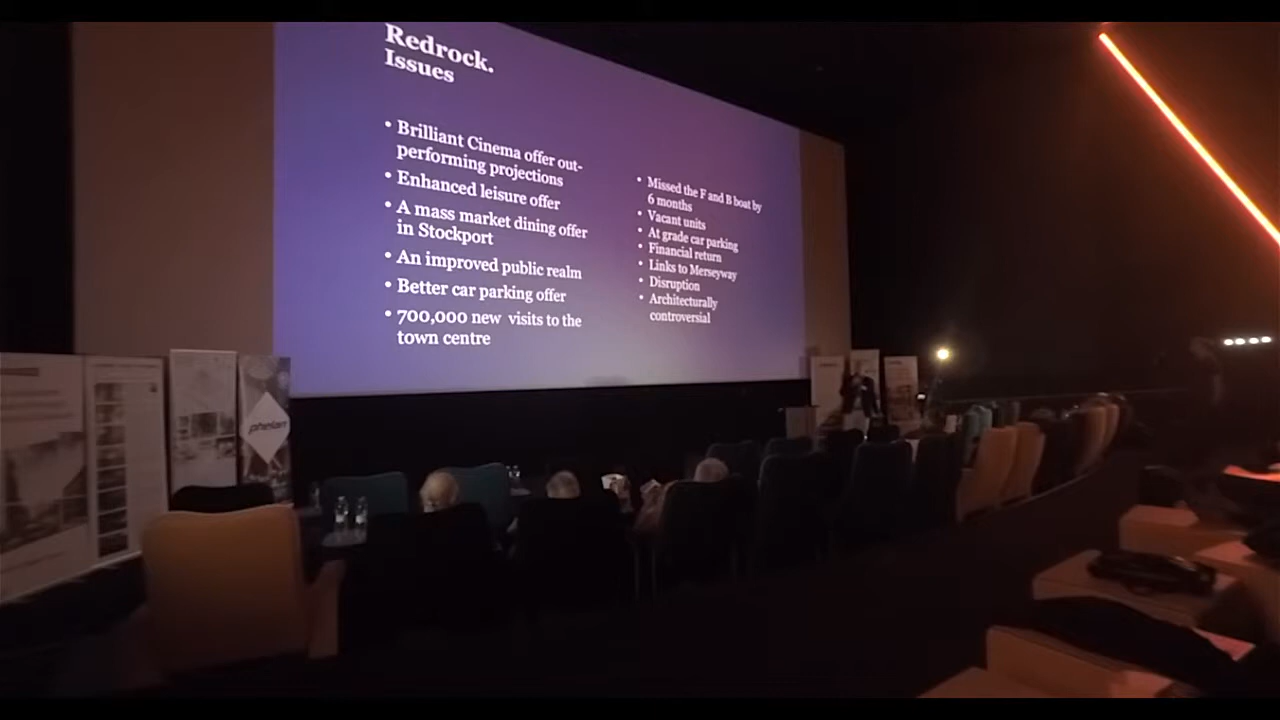 Redrock.
Issues
• Brilliant Cinema offer out-
performing projections
• Enhanced leisure offer
• A mass market dining offer
in Stockport
• An improved public realm
• Better car parking offer
• 700,000 new visits to the
town centre
• Missed the F and B boat by
6 months
• Vacant units
• At grade car parking
• Financial return
• Links to Merseyway
• Disruption
• Architecturally
controversial
phelan